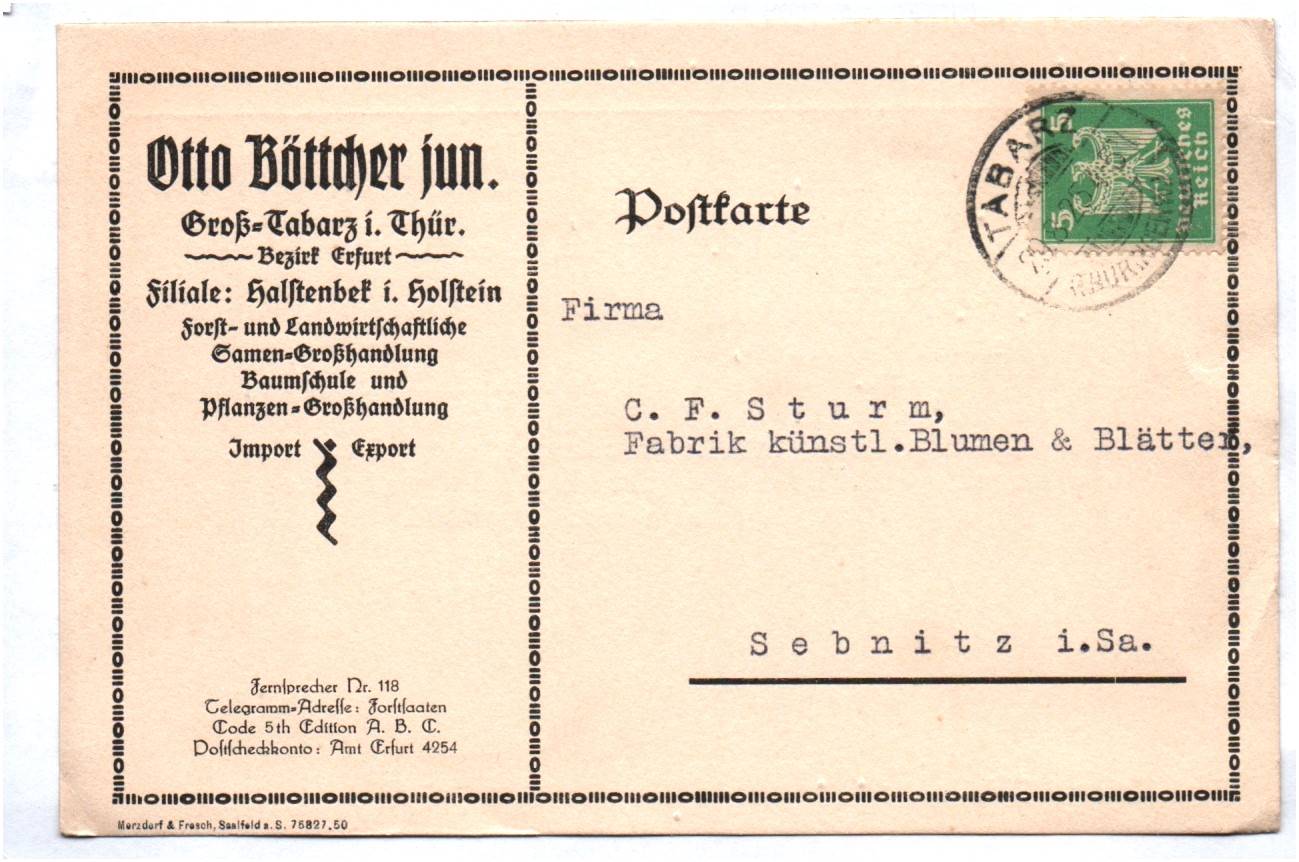 Otto Böttcher jun.
Groß-Tabarz i. Thür.
Bezirk Erfurt
Filiale: Halstenbek i. Holstein
Forst- und Landwirtschaftliche
Samen-Großhandlung
Baumschule und
Pflanzen-Großhandlung
Import Export
Fernsprecher Nr. 118
Telegramm-Adresse: Forstsaaten
Code 5th Edition A. B. C.
Postscheckkonto: Amt Erfurt 4254
Merzdorf & Fresch, Saalfeld a. S. 75827.50
Postkarte
TABARZ
5 5
Deutsches
Reich
Firma
C. F. Sturm,
Fabrik künstl.Blumen & Blätter,
Sebnitz i.Sa.